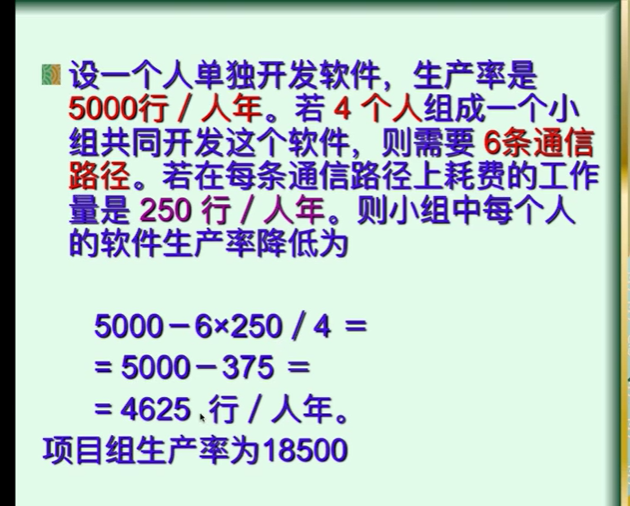 设一个人单独开发软件，生产率是
5000行／人年。若 4 个人组成一个小
组共同开发这个软件，则需要 6条通信
路径。若在每条通信路径上耗费的工作
量是 250 行／人年。则小组中每个人
的软件生产率降低为
5000－6×250／4 ＝
= 5000－375 ＝
= 4625 行／人年。
项目组生产率为18500